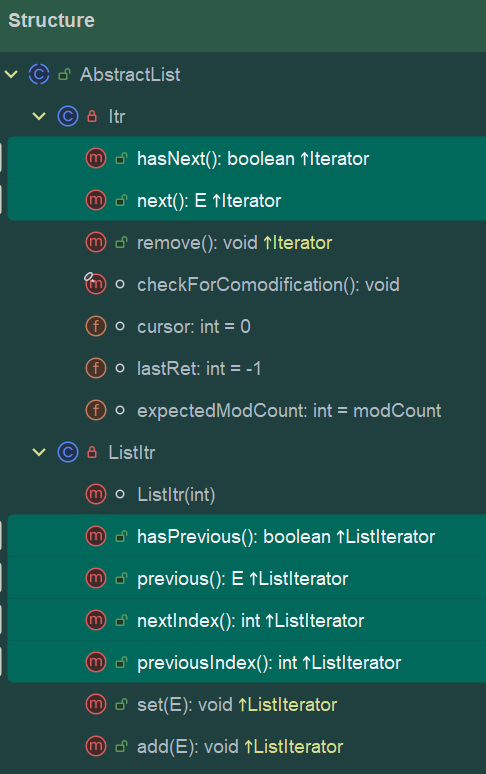 Structure
C AbstractList
C Itr
m hasNext(): boolean ↑Iterator
m next(): E ↑Iterator
m remove(): void ↑Iterator
m checkForComodification(): void
f cursor: int = 0
f lastRet: int = -1
f expectedModCount: int = modCount
C ListItr
m ListItr(int)
m hasPrevious(): boolean ↑ListIterator
m previous(): E ↑ListIterator
m nextIndex(): int ↑ListIterator
m previousIndex(): int ↑ListIterator
m set(E): void ↑ListIterator
m add(E): void ↑ListIterator